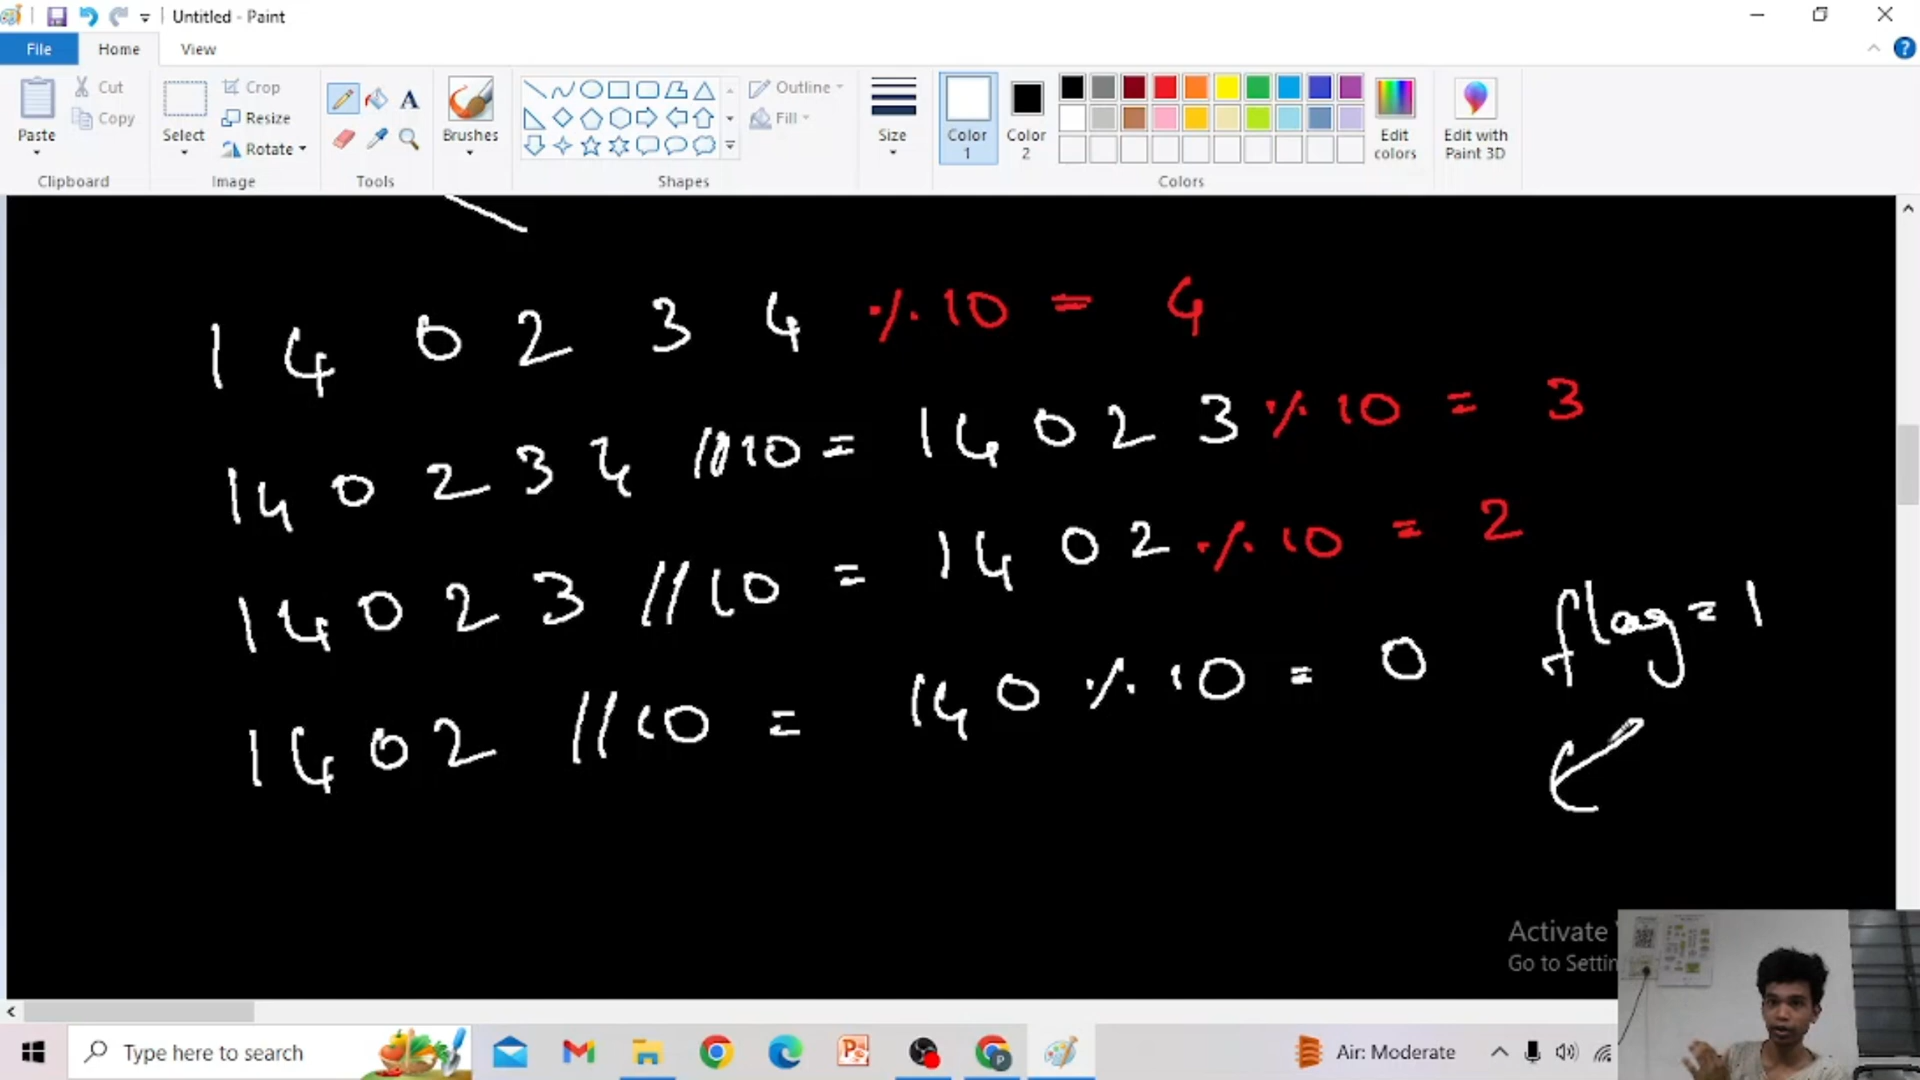 Untitled - Paint
File Home View
Paste Cut Copy Clipboard
Select Crop Resize Rotate Image
Tools
Brushes
Outline Fill Shapes
Size
Color 1 Color 2 Edit colors Edit with Paint 3D Colors
1 4 0 2 3 4 % 10 = 4
1 4 0 2 3 4 // 10 = 1 4 0 2 3 % 10 = 3
1 4 0 2 3 // 10 = 1 4 0 2 % 10 = 2
flag = 1
1 4 0 2 // 10 = 1 4 0 % 10 = 0
Activate
Go to Settin
Type here to search
Air: Moderate